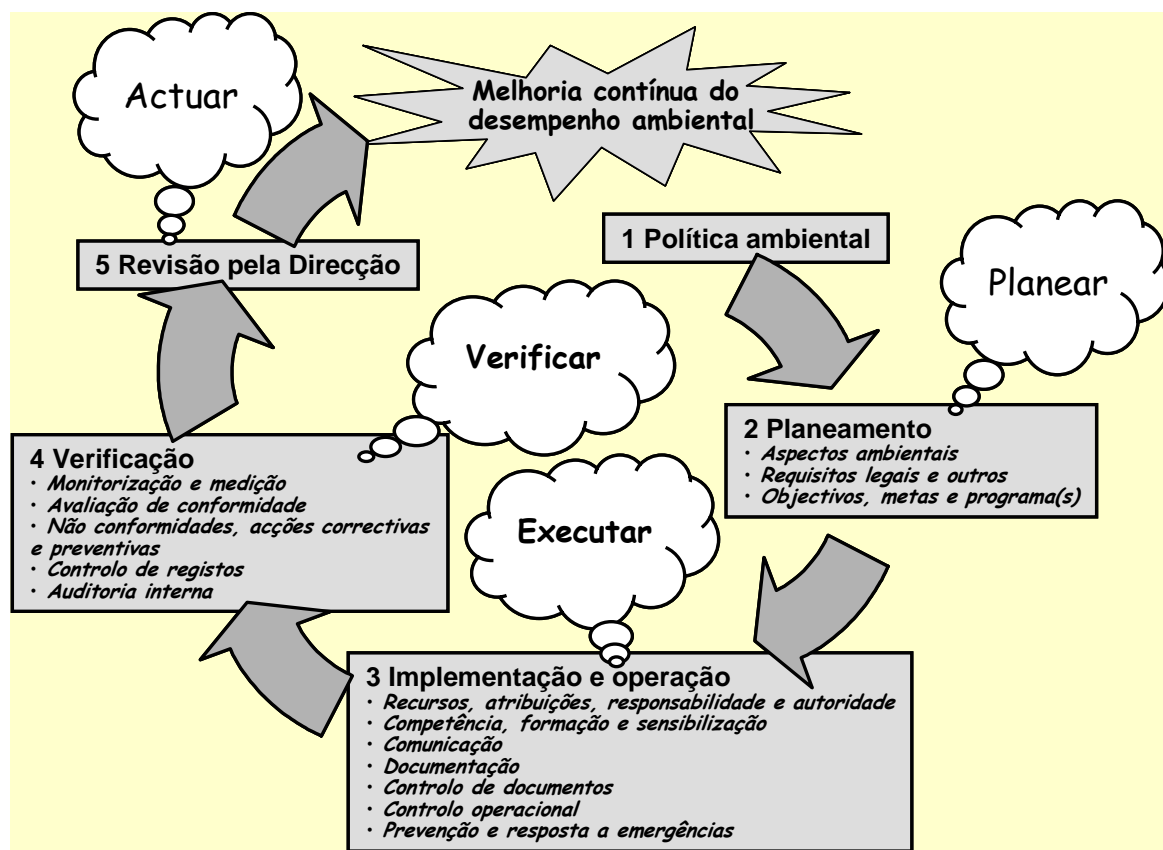 Actuar
Melhoria contínua do
desempenho ambiental
1 Política ambiental
5 Revisão pela Direcção
Planear
Verificar
2 Planeamento
· Aspectos ambientais
· Requisitos legais e outros
· Objectivos, metas e programa(s)
4 Verificação
· Monitorização e medição
· Avaliação de conformidade
· Não conformidades, acções correctivas
e preventivas
· Controlo de registos
· Auditoria interna
Executar
3 Implementação e operação
· Recursos, atribuições, responsabilidade e autoridade
· Competência, formação e sensibilização
· Comunicação
· Documentação
· Controlo de documentos
· Controlo operacional
· Prevenção e resposta a emergências